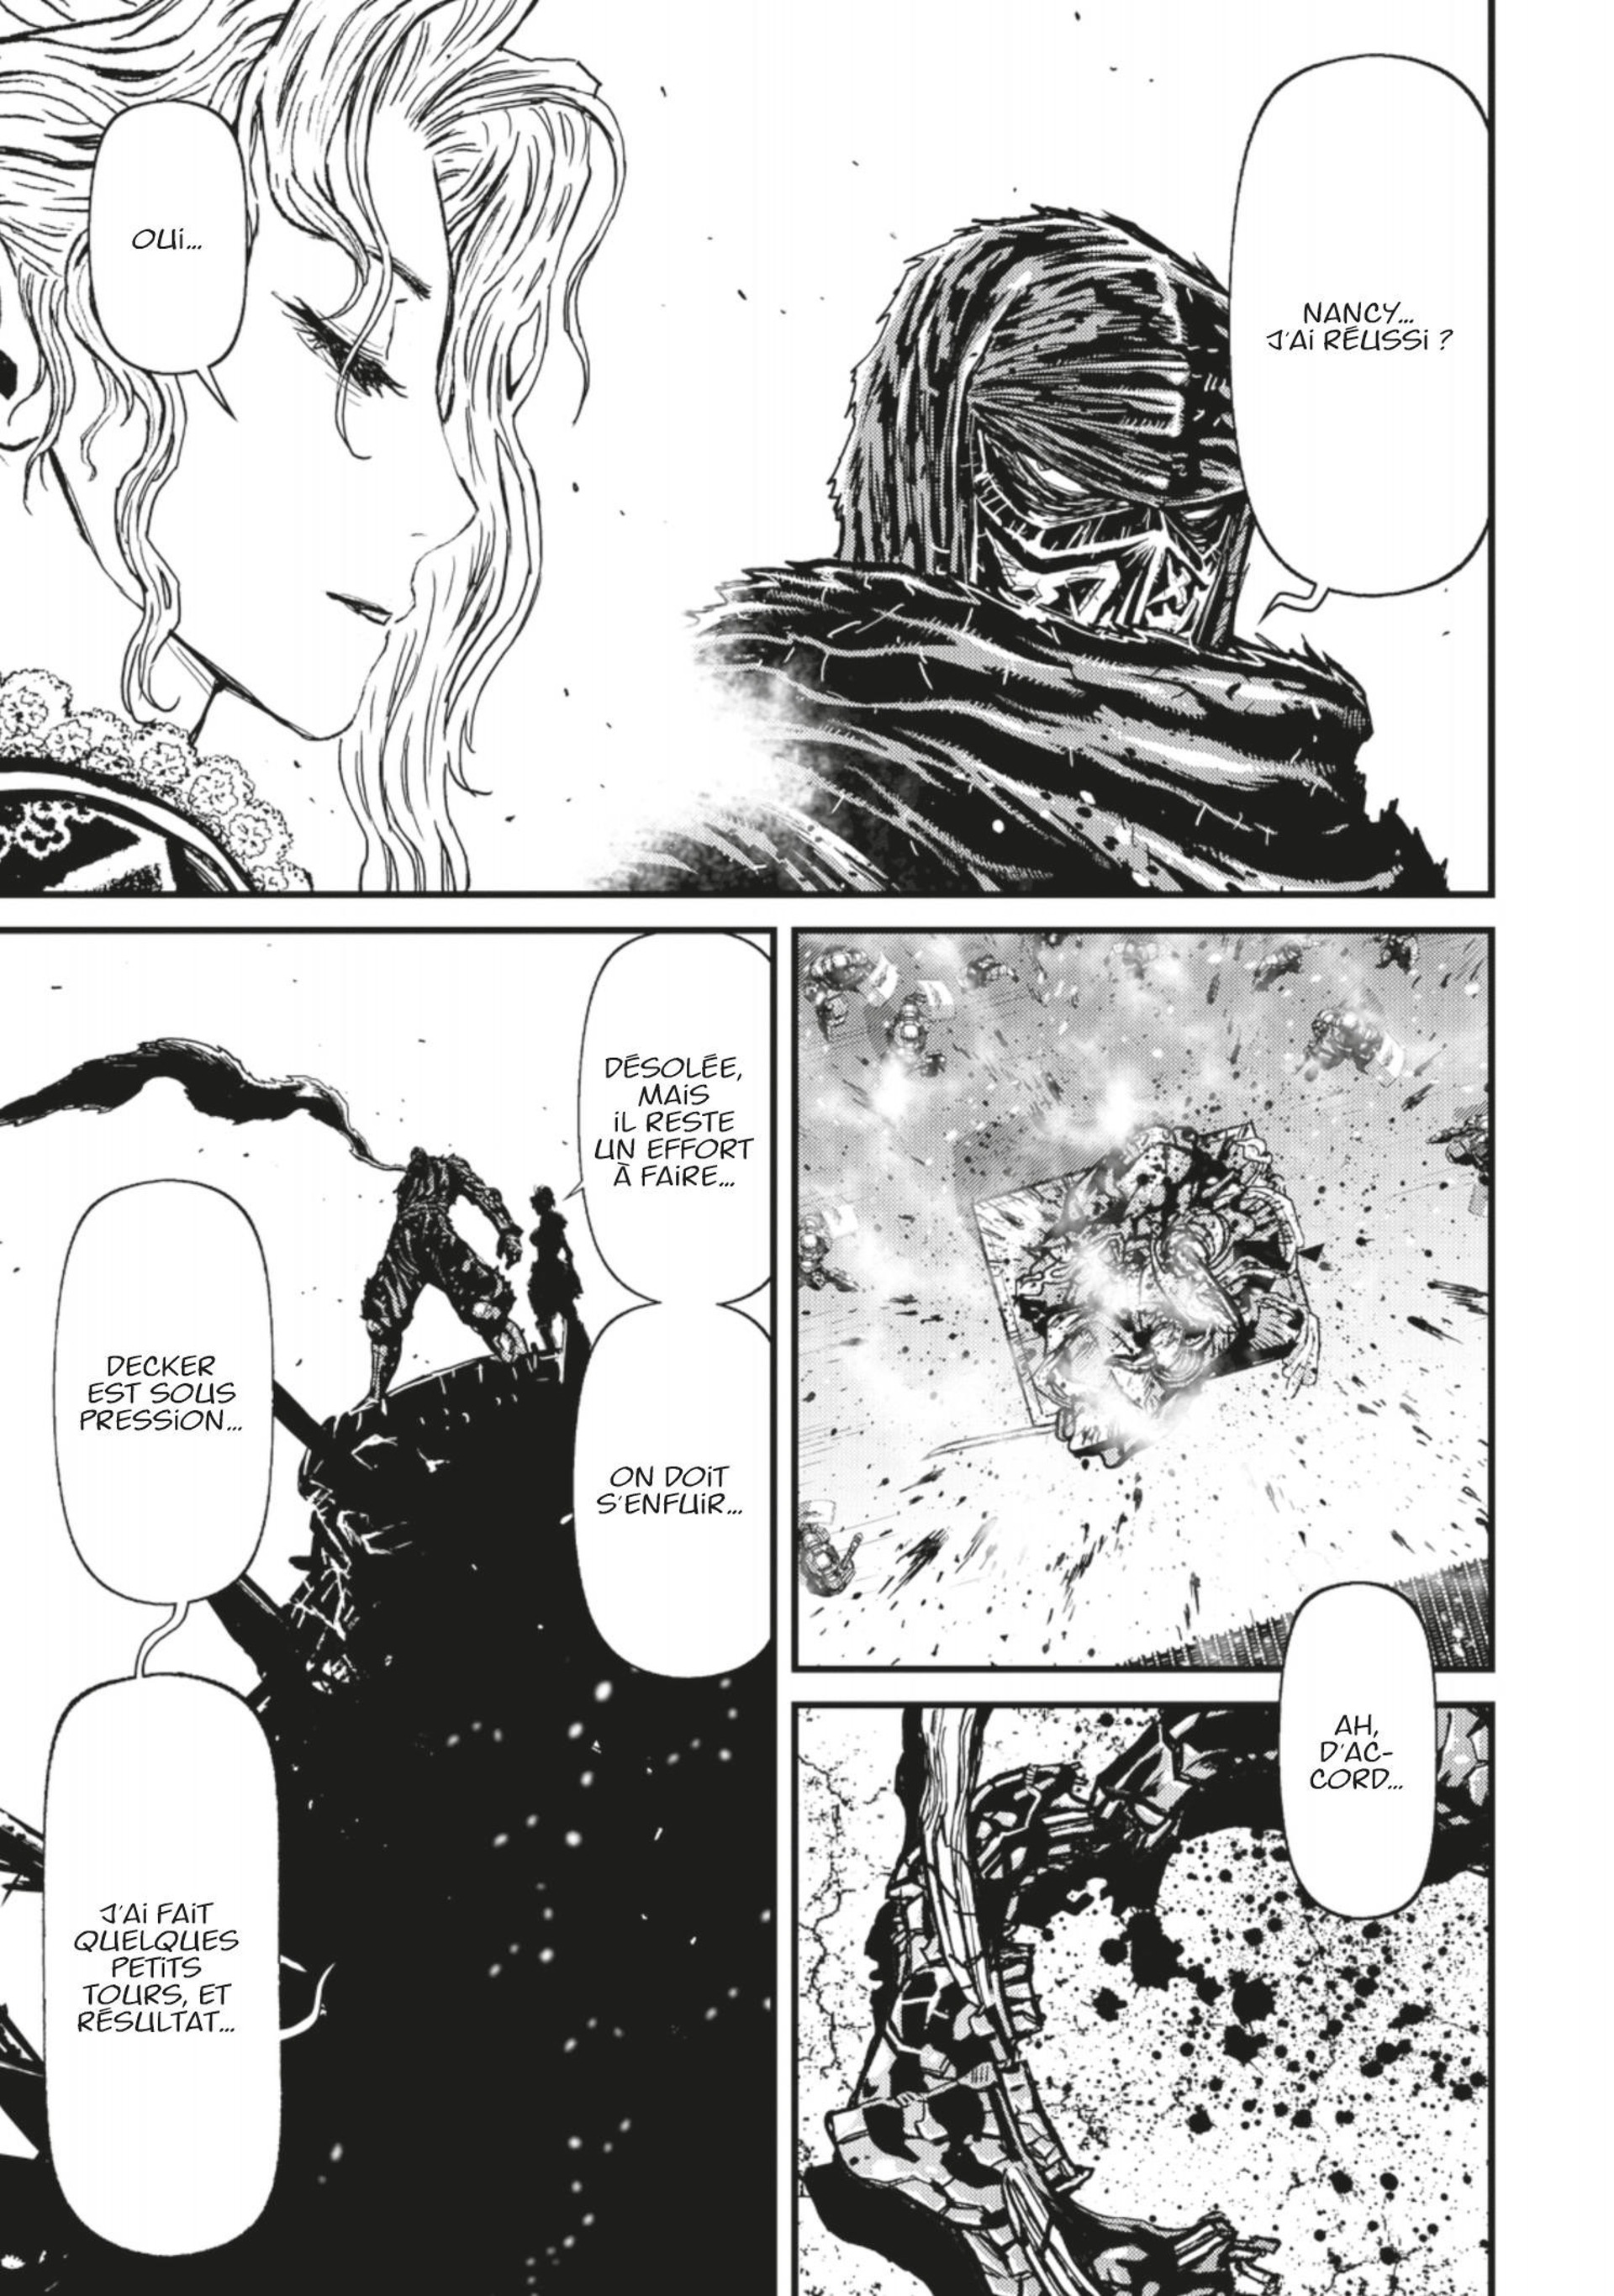 NANCY...
J'AI RÉUSSI ?
OUI...
AH,
D'AC-
CORD...
DÉSOLÉE,
MAIS
IL RESTE
UN EFFORT
À FAIRE...
ON DOIT
S'ENFUIR...
DECKER
EST SOUS
PRESSION...
J'AI FAIT
QUELQUES
PETITS
TOURS, ET
RÉSULTAT...